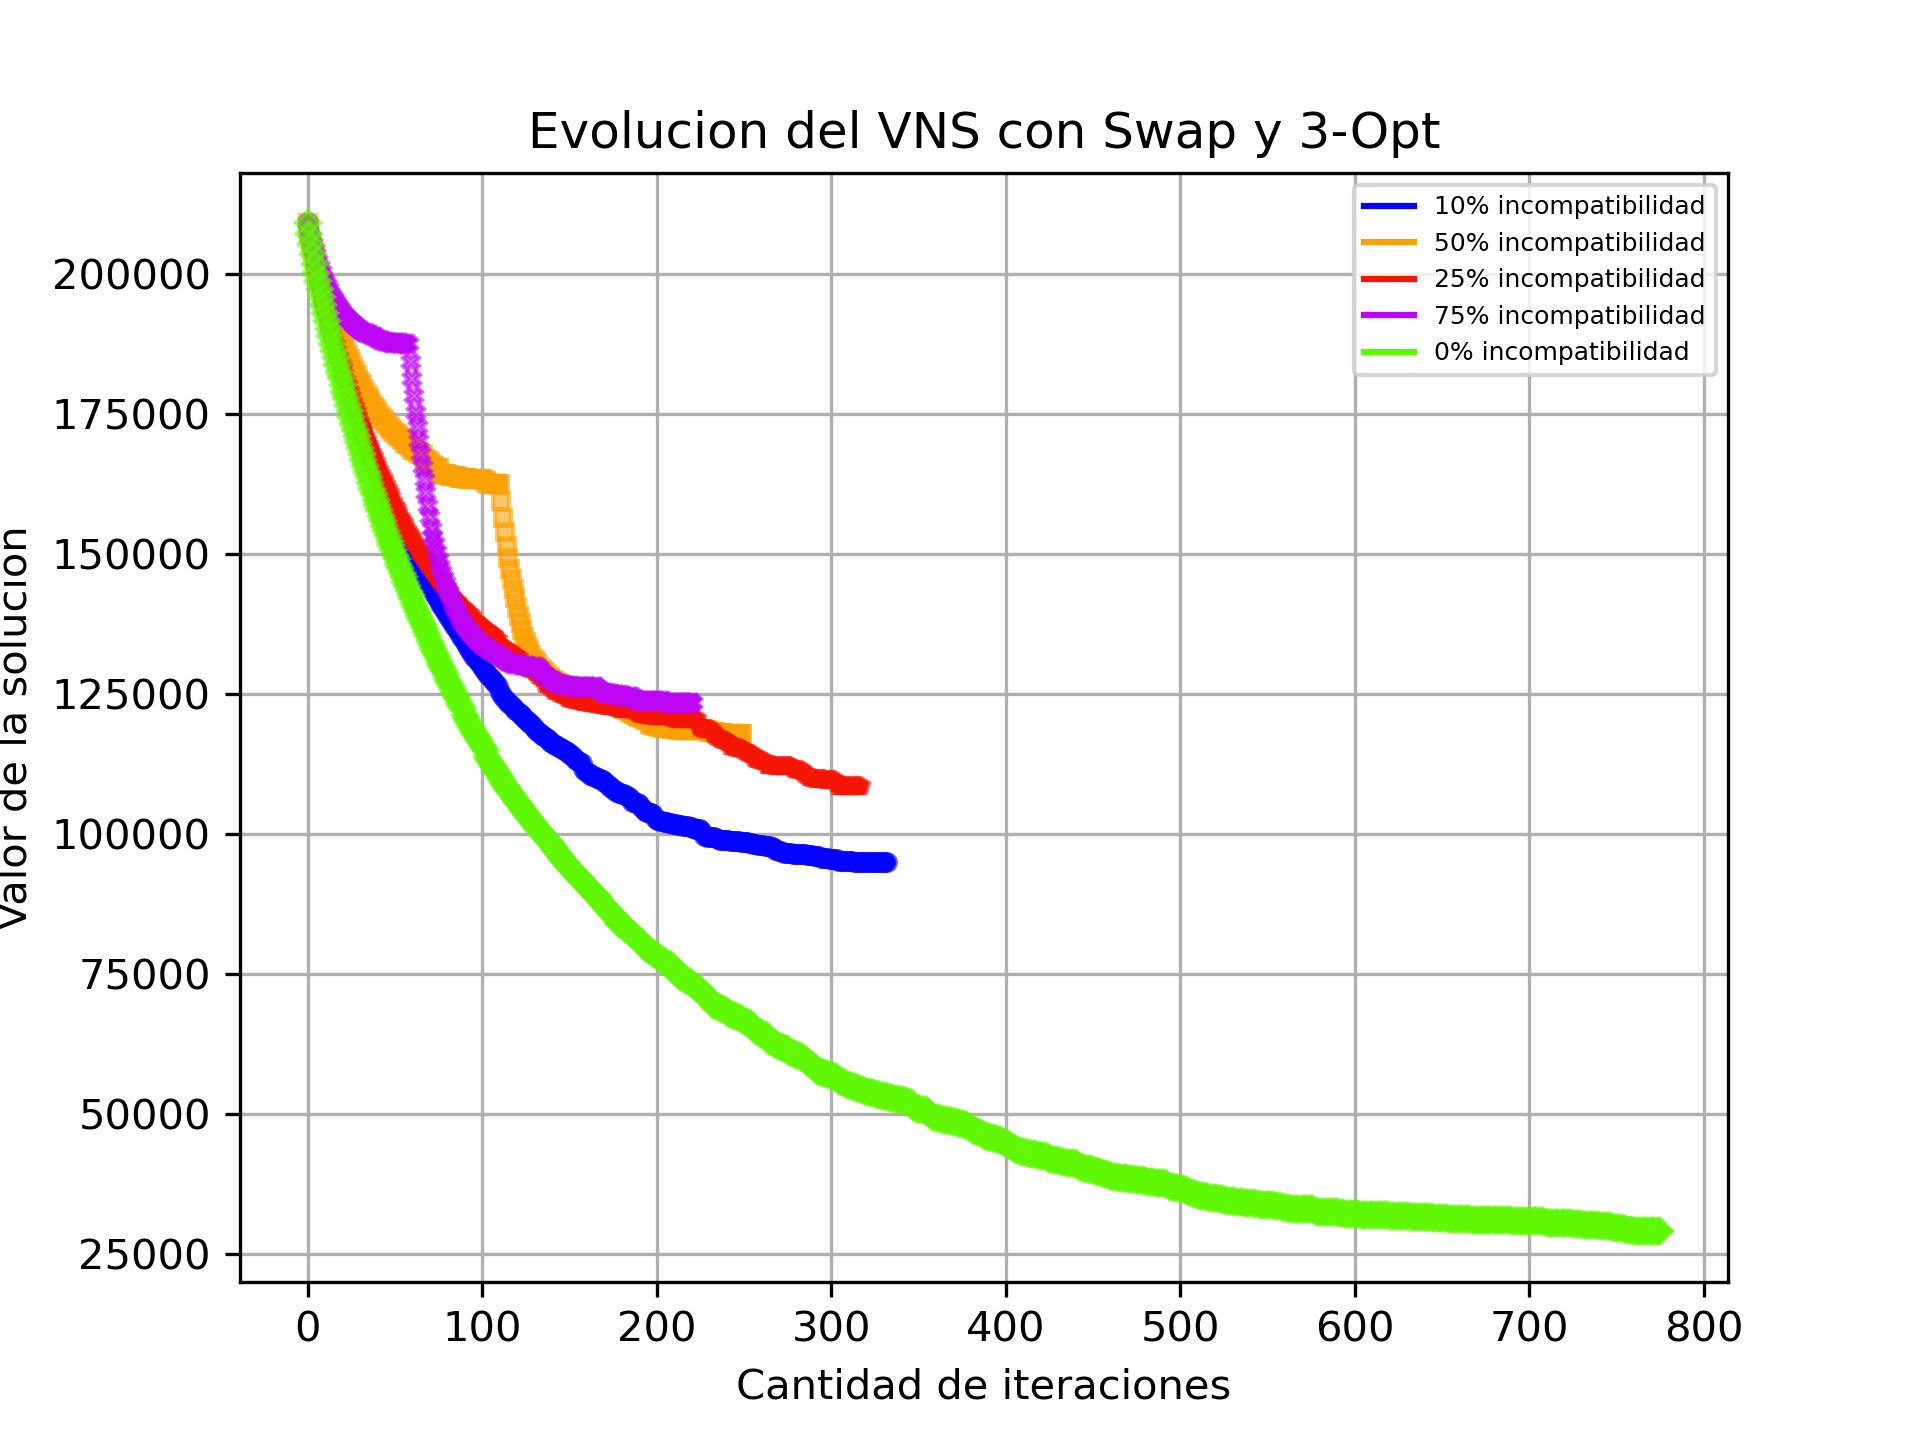 Evolucion del VNS con Swap y 3-Opt
10% incompatibilidad
50% incompatibilidad
25% incompatibilidad
75% incompatibilidad
0% incompatibilidad
200000
175000
150000
125000
100000
75000
50000
25000
Valor de la solucion
0 100 200 300 400 500 600 700 800
Cantidad de iteraciones